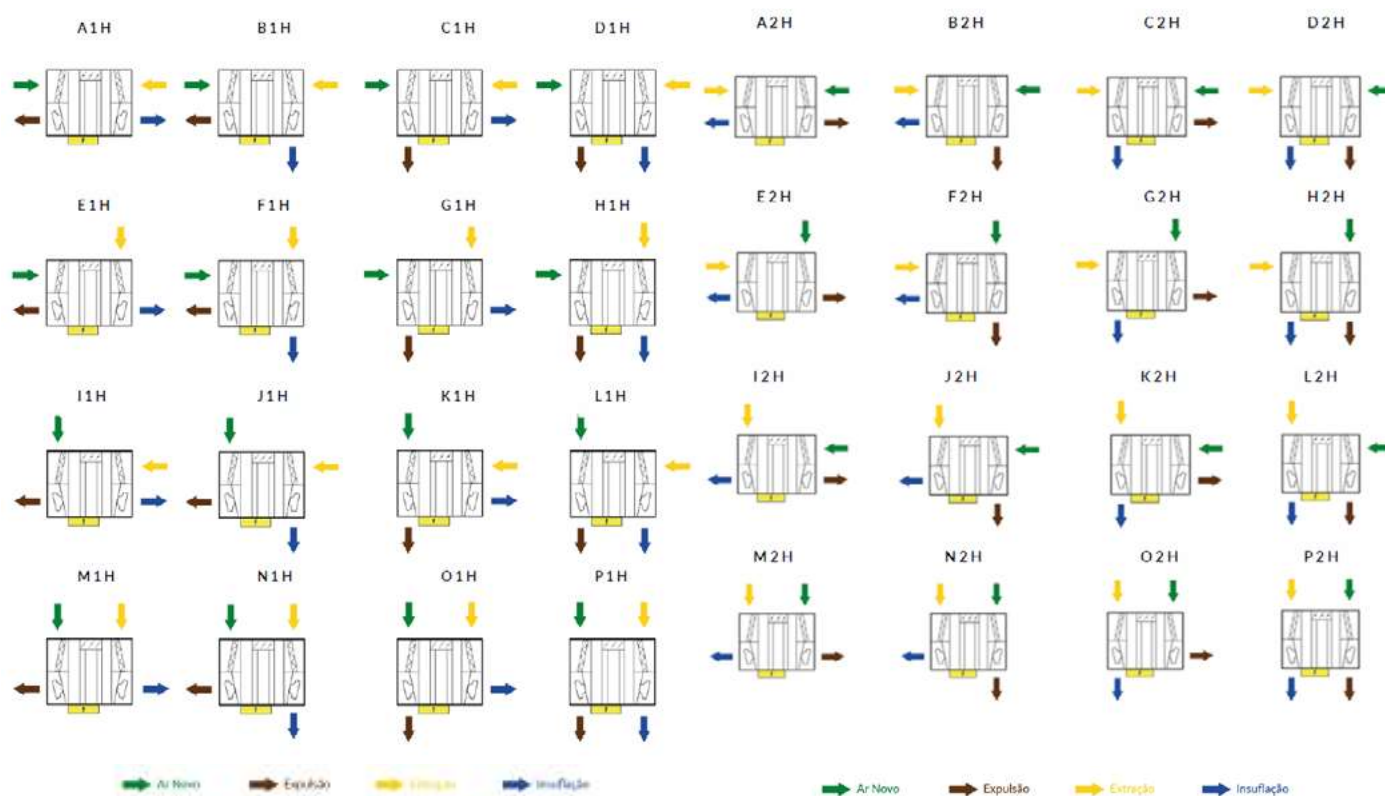 A1H B1H C1H D1H A2H B2H C2H D2H
E1H F1H G1H H1H E2H F2H G2H H2H
I1H J1H K1H L1H I2H J2H K2H L2H
M1H N1H O1H P1H M2H N2H O2H P2H
Ar Novo Expulsão Extração Insuflação
Ar Novo Expulsão Extração Insuflação